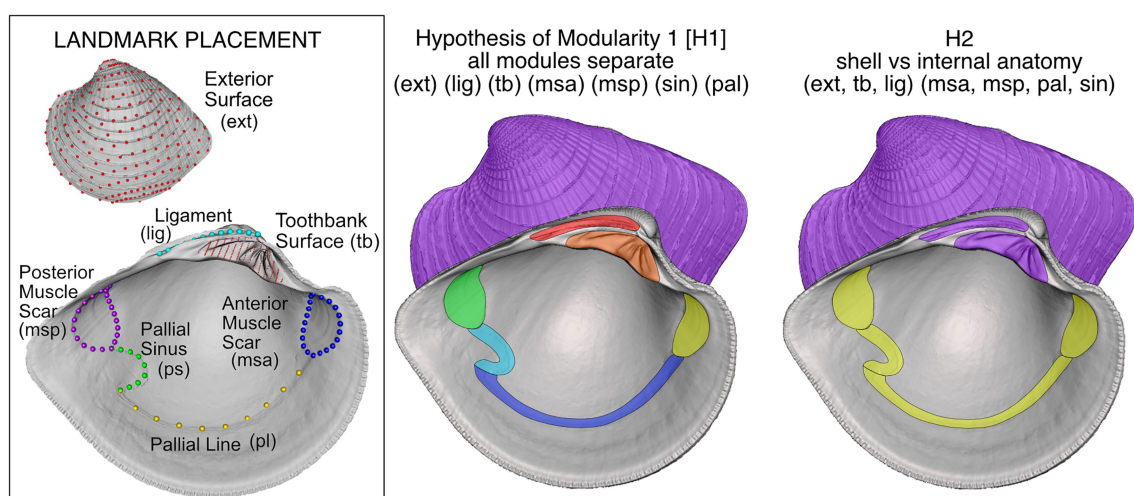 LANDMARK PLACEMENT
Exterior
Surface
(ext)
Ligament
(lig)
Toothbank
Surface (tb)
Posterior
Muscle
Scar
(msp)
Pallial
Sinus
(ps)
Anterior
Muscle
Scar
(msa)
Pallial Line (pl)
Hypothesis of Modularity 1 [H1]
all modules separate
(ext) (lig) (tb) (msa) (msp) (sin) (pal)
H2
shell vs internal anatomy
(ext, tb, lig) (msa, msp, pal, sin)